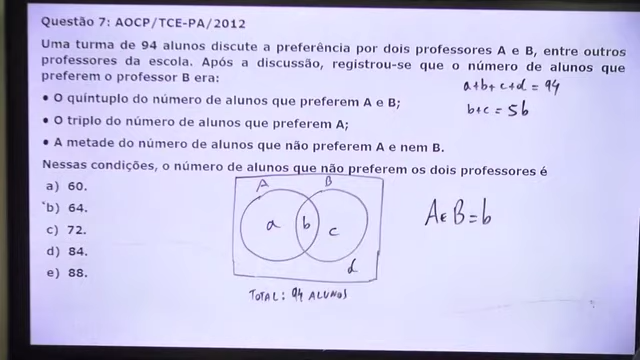 Questão 7: AOCP/TCE-PA/2012
Uma turma de 94 alunos discute a preferência por dois professores A e B, entre outros
professores da escola. Após a discussão, registrou-se que o número de alunos que
preferem o professor B era:
a+b+c+d = 94
• O quíntuplo do número de alunos que preferem A e B;
b+c = 5b
• O triplo do número de alunos que preferem A;
• A metade do número de alunos que não preferem A e nem B.
Nessas condições, o número de alunos que não preferem os dois professores é
a) 60.
b) 64.
c) 72.
d) 84.
e) 88.
A B
a b c
d
A e B = b
TOTAL: 94 ALUNOS